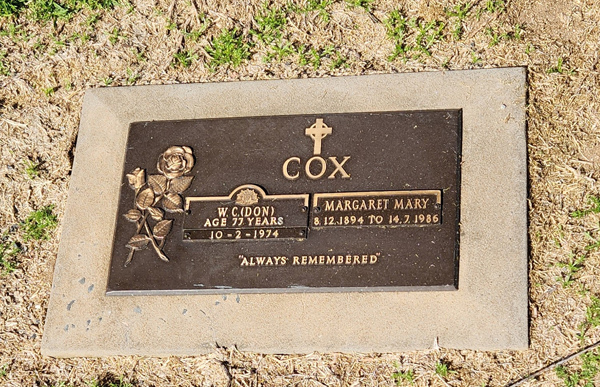 COX
W.C.(DON)
AGE 77 YEARS
10-2-1974
MARGARET MARY
8.12.1894 TO 14.7.1986
"ALWAYS REMEMBERED"